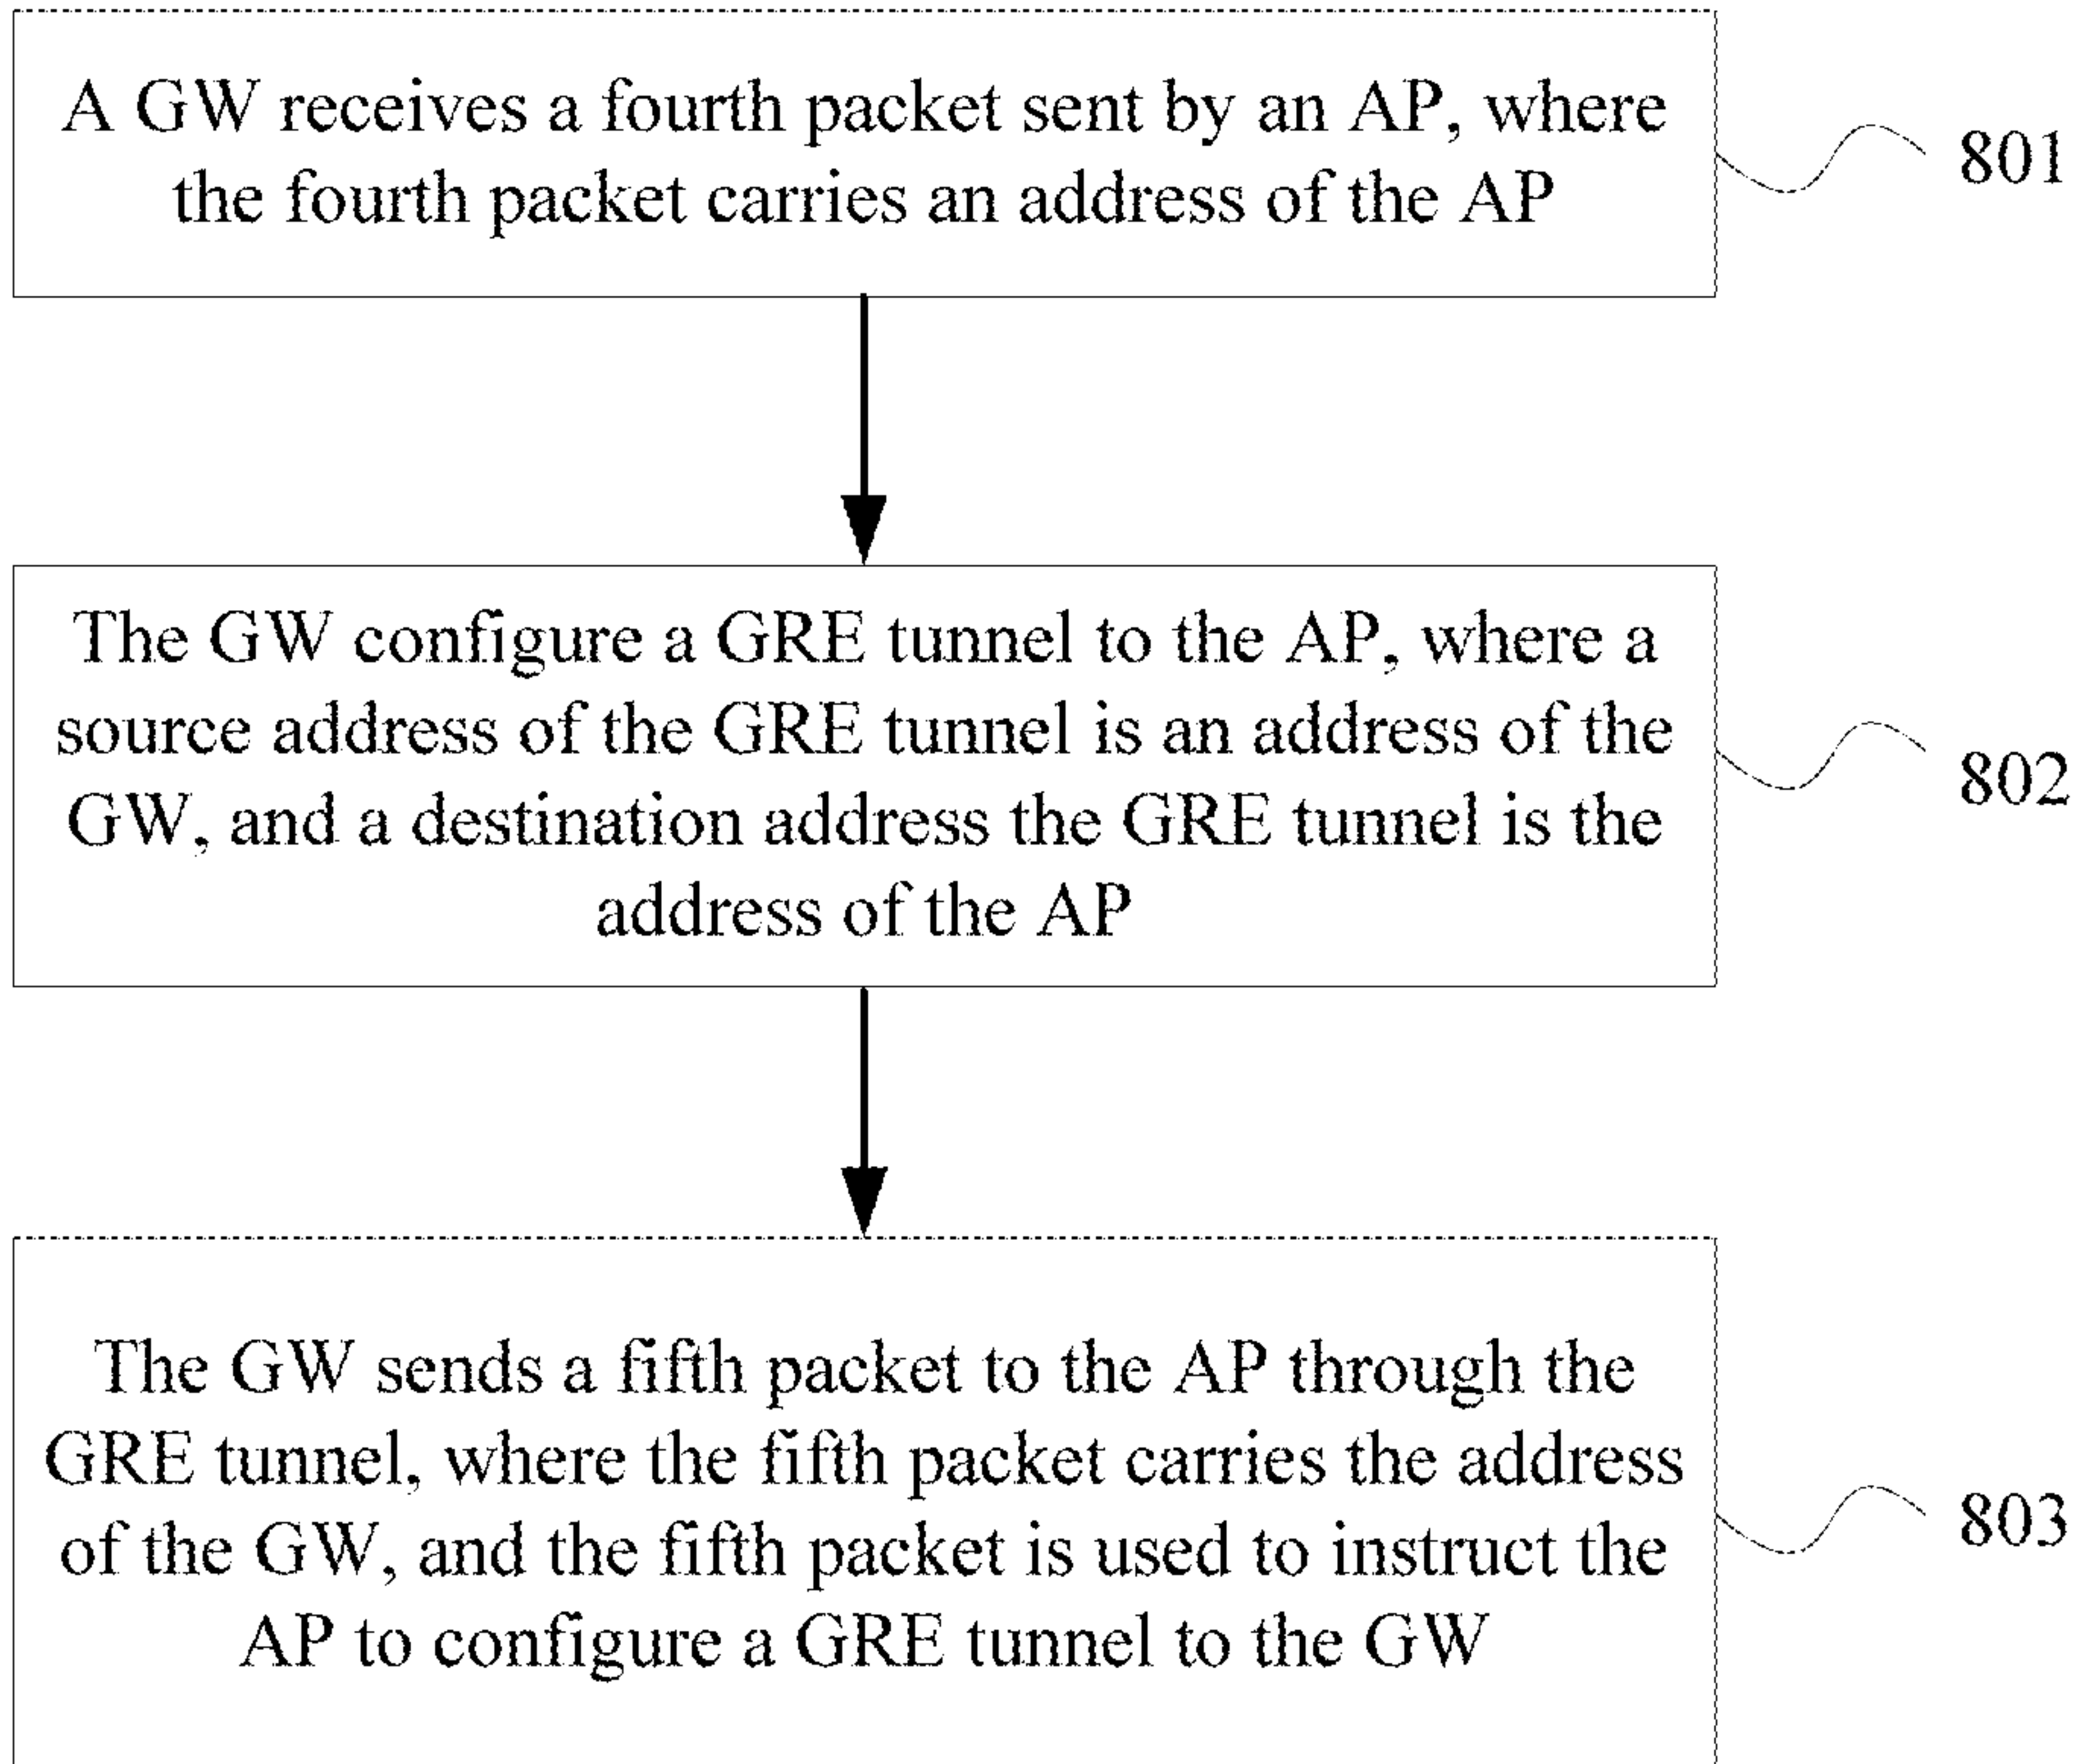 A GW receives a fourth packet sent by an AP, where
the fourth packet carries an address of the AP
801
The GW configure a GRE tunnel to the AP, where a
source address of the GRE tunnel is an address of the
GW, and a destination address the GRE tunnel is the
address of the AP
802
The GW sends a fifth packet to the AP through the
GRE tunnel, where the fifth packet carries the address
of the GW, and the fifth packet is used to instruct the
AP to configure a GRE tunnel to the GW
803